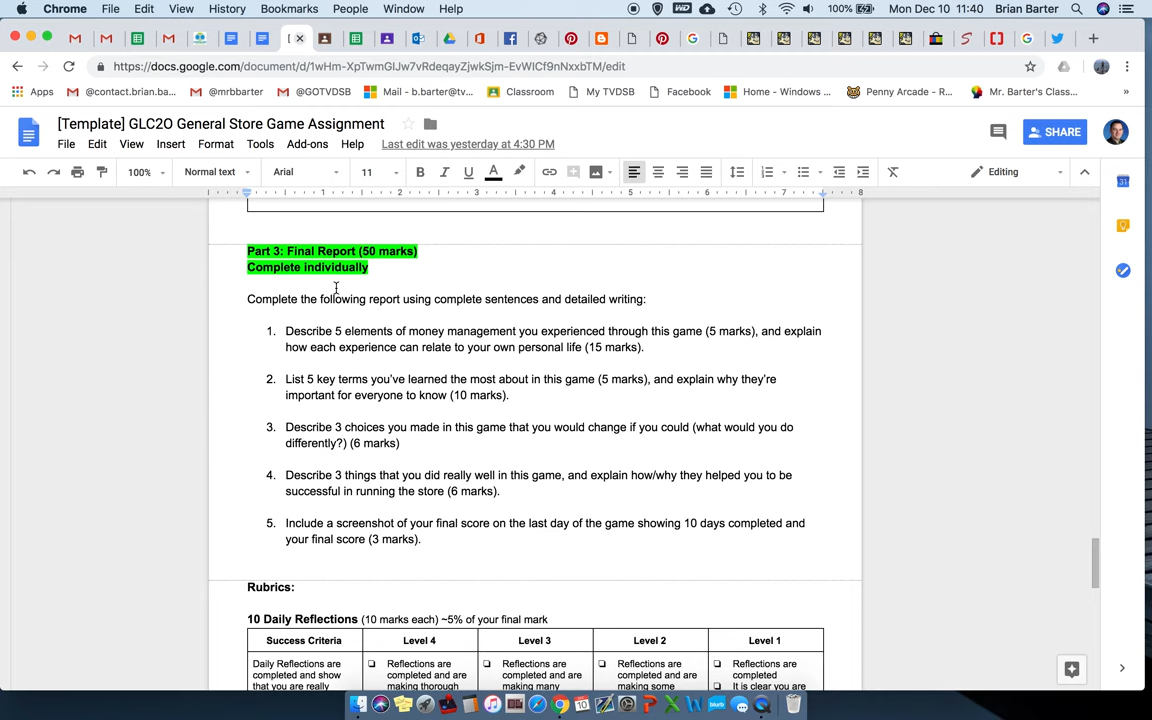 Chrome File Edit View History Bookmarks People Window Help 100% Mon Dec 10 11:40 Brian Barter
https://docs.google.com/document/d/1wHm-XpTwmGIJw7vRdeqayZjwkSjm-EvWICf9nNxxbTM/edit
Apps @contact.brian.ba... @mrbbarter @GOTVDSB Mail - b.barter@tv... Classroom My TVDSB Facebook Home - Windows ... Penny Arcade - R... Mr. Barter's Class... »
[Template] GLC2O General Store Game Assignment
SHARE
File Edit View Insert Format Tools Add-ons Help Last edit was yesterday at 4:30 PM
100% Normal text Arial 11 B I U A Editing
1 2 3 4 5 6 7 8
Part 3: Final Report (50 marks)
Complete individually
Complete the following report using complete sentences and detailed writing:
1. Describe 5 elements of money management you experienced through this game (5 marks), and explain
how each experience can relate to your own personal life (15 marks).
2. List 5 key terms you've learned the most about in this game (5 marks), and explain why they're
important for everyone to know (10 marks).
3. Describe 3 choices you made in this game that you would change if you could (what would you do
differently?) (6 marks)
4. Describe 3 things that you did really well in this game, and explain how/why they helped you to be
successful in running the store (6 marks).
5. Include a screenshot of your final score on the last day of the game showing 10 days completed and
your final score (3 marks).
Rubrics:
10 Daily Reflections (10 marks each) ~5% of your final mark
Success Criteria Level 4 Level 3 Level 2 Level 1
Daily Reflections are Reflections are Reflections are Reflections are Reflections are
completed and show completed and are completed and are completed and are completed
that you are really making thorough making many making some It is clear you are